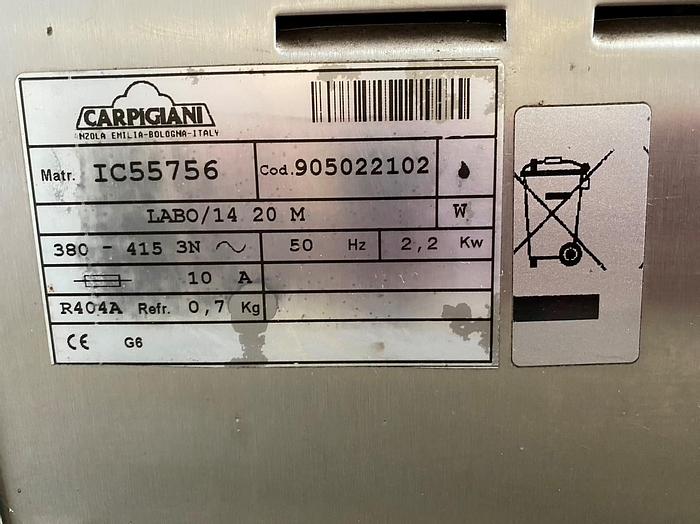 CARPIGIANI
ANZOLA EMILIA-BOLOGNA-ITALY
Matr. IC55756 Cod. 905022102
LABO/14 20 M W
380 - 415 3N ~ 50 Hz 2,2 Kw
10 A
R404A Refr. 0,7 Kg
CE G6